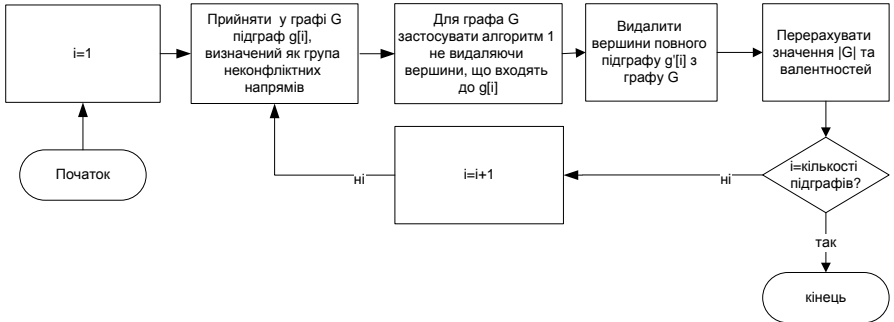 i=1
Прийняти у графі G
підграф g[i],
визначений як група
неконфліктних
напрямів
Для графа G
застосувати алгоритм 1
не видаляючи
вершини, що входять
до g[i]
Видалити
вершини повного
підграфу g'[i] з
графу G
Перерахувати
значення |G| та
валентностей
Початок
ні
i=i+1
ні
i=кількості
підграфів?
так
кінець